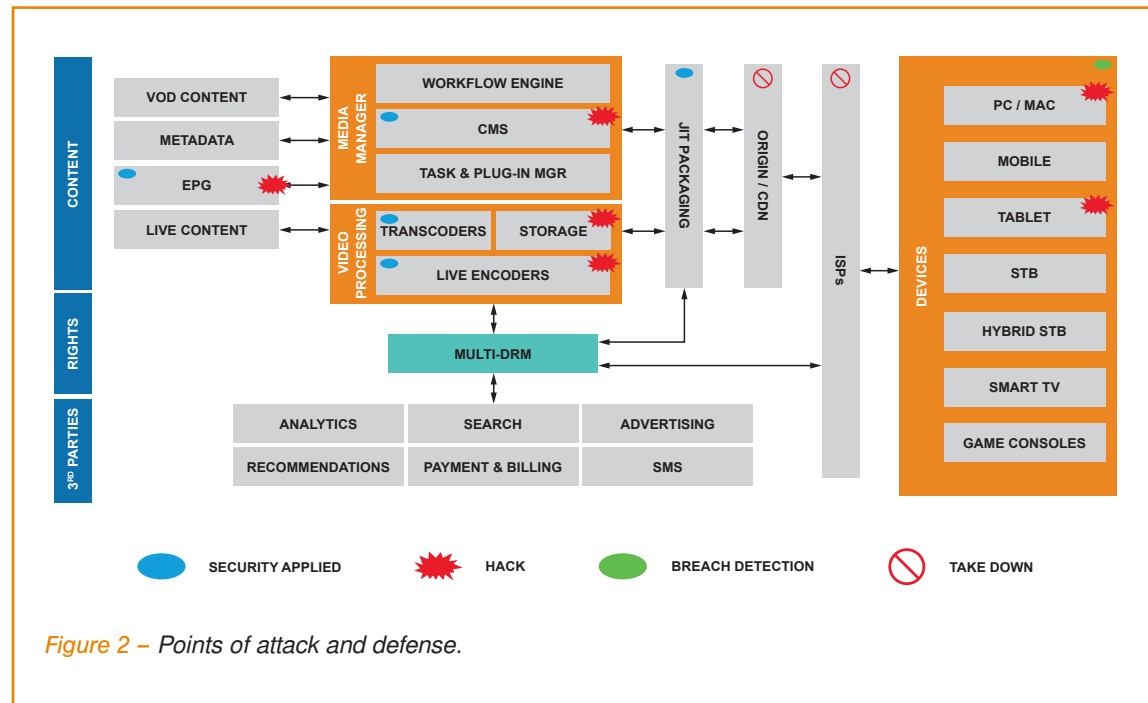 CONTENT
RIGHTS
3RD PARTIES
VOD CONTENT
METADATA
EPG
LIVE CONTENT
MEDIA
MANAGER
WORKFLOW ENGINE
CMS
TASK & PLUG-IN MGR
VIDEO
PROCESSING
TRANSCODERS
STORAGE
LIVE ENCODERS
JIT PACKAGING
ORIGIN / CDN
ISPs
DEVICES
PC / MAC
MOBILE
TABLET
STB
HYBRID STB
SMART TV
GAME CONSOLES
MULTI-DRM
ANALYTICS
SEARCH
ADVERTISING
RECOMMENDATIONS
PAYMENT & BILLING
SMS
SECURITY APPLIED
HACK
BREACH DETECTION
TAKE DOWN
Figure 2 – Points of attack and defense.